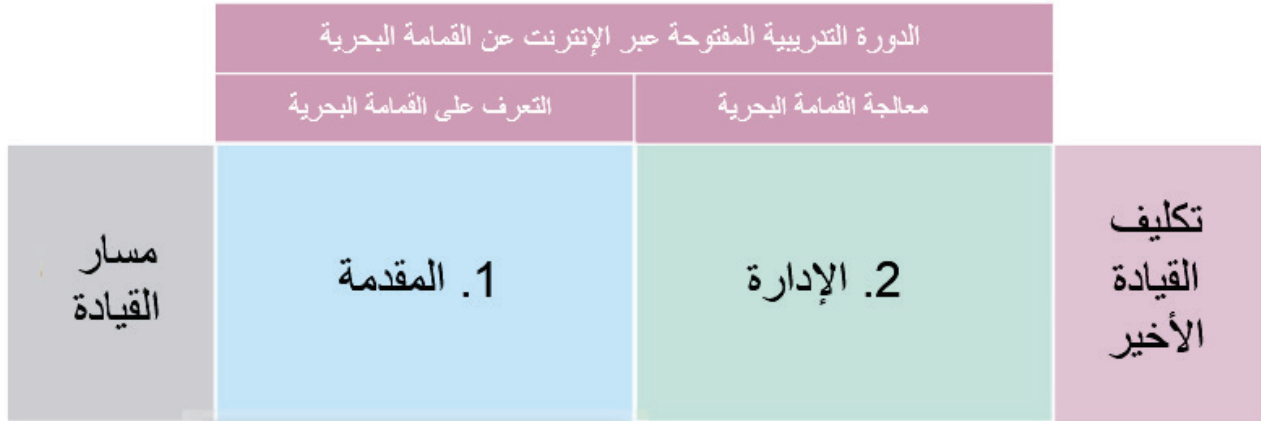 الدورة التدريبية المفتوحة عبر الإنترنت عن القمامة البحرية
معالجة القمامة البحرية
التعرف على القمامة البحرية
تكليف
القيادة
الأخير
2. الإدارة
1. المقدمة
مسار
القيادة